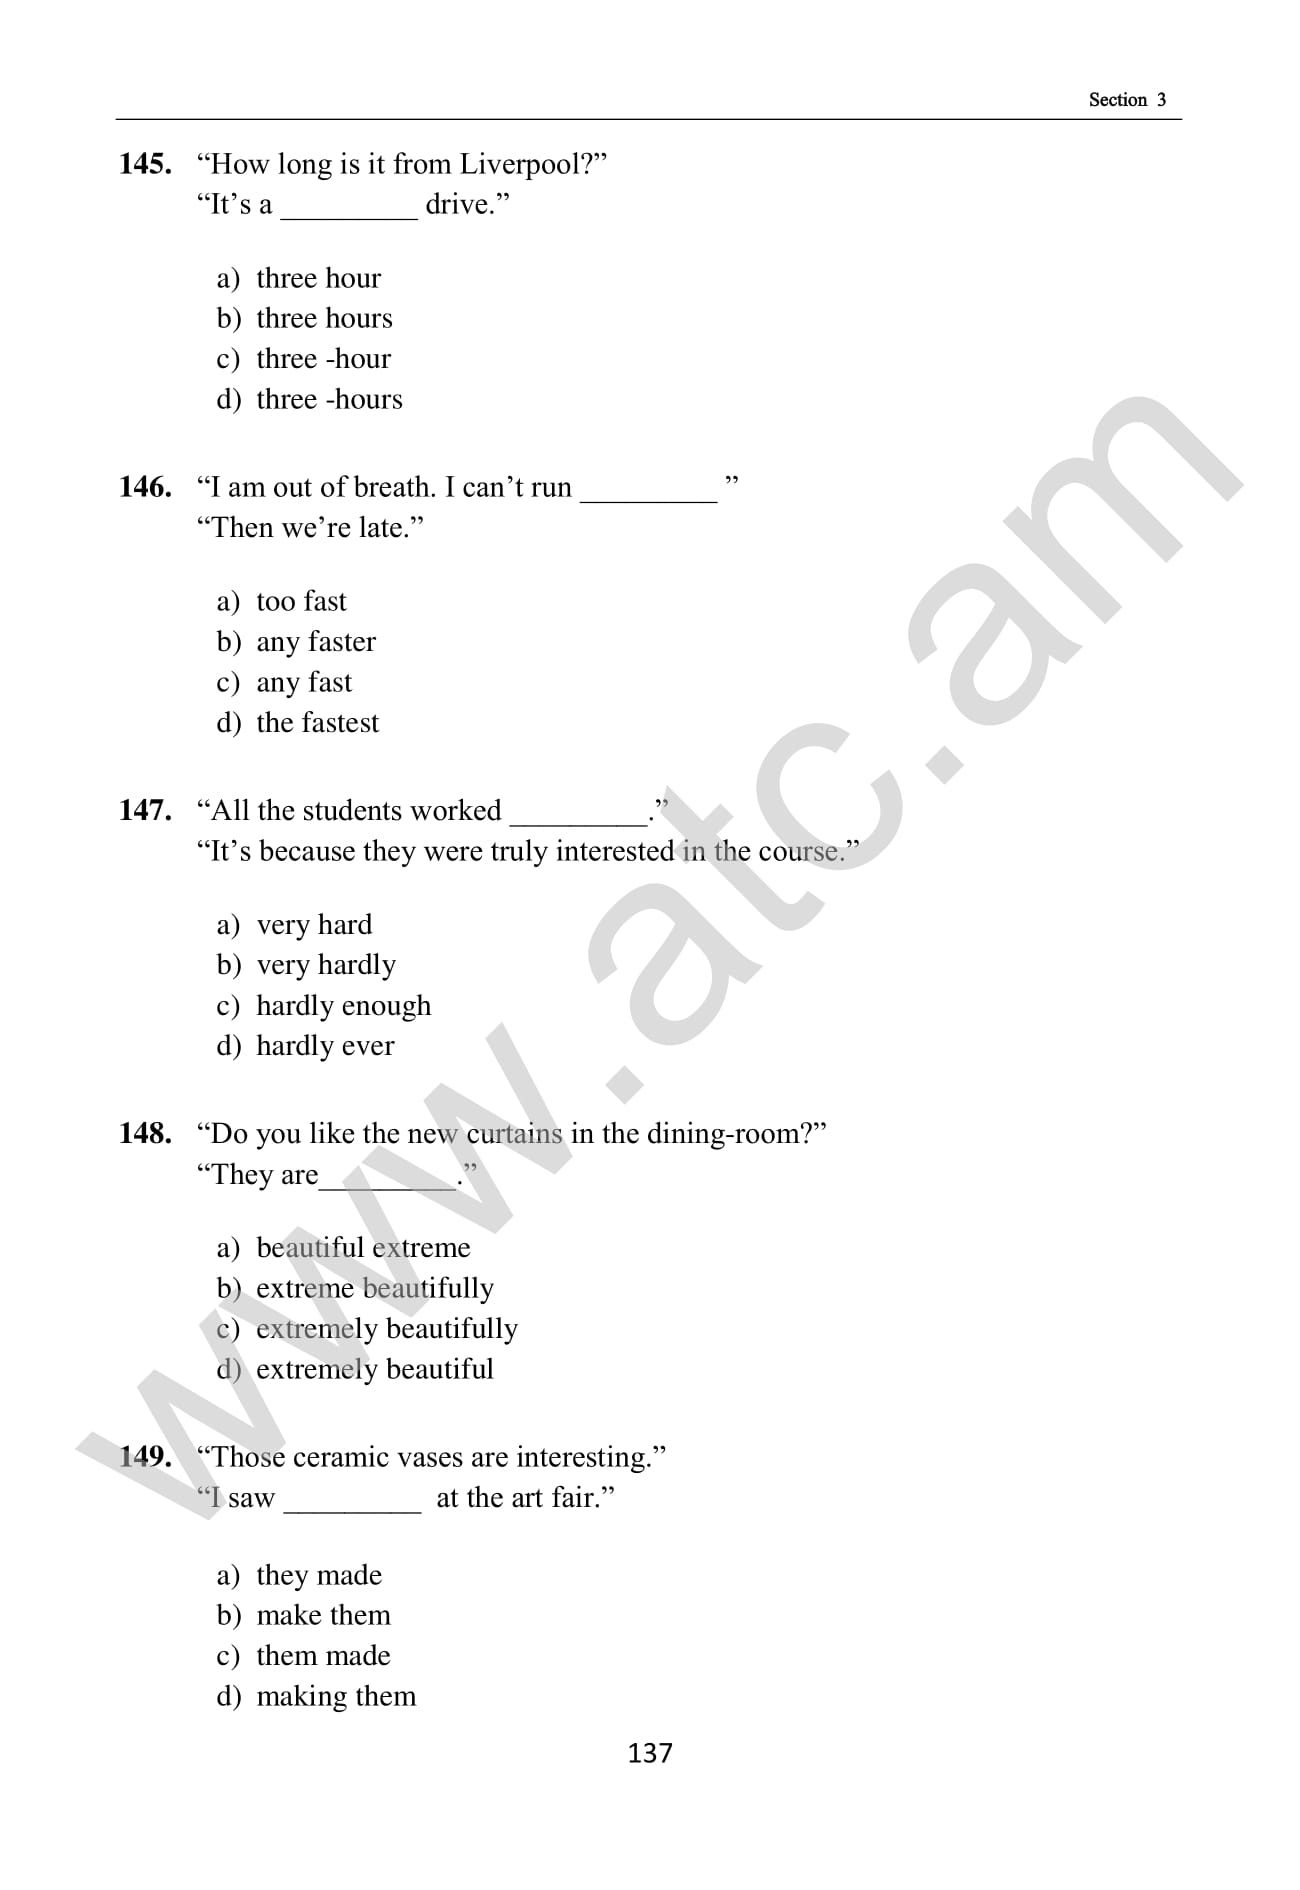 Section 3
145. “How long is it from Liverpool?”
“It’s a _________ drive.”
a) three hour
b) three hours
c) three -hour
d) three -hours
146. “I am out of breath. I can’t run _________ ”
“Then we’re late.”
a) too fast
b) any faster
c) any fast
d) the fastest
147. “All the students worked _________.”
“It’s because they were truly interested in the course.”
a) very hard
b) very hardly
c) hardly enough
d) hardly ever
148. “Do you like the new curtains in the dining-room?”
“They are_________.”
a) beautiful extreme
b) extreme beautifully
c) extremely beautifully
d) extremely beautiful
149. “Those ceramic vases are interesting.”
“I saw _________ at the art fair.”
a) they made
b) make them
c) them made
d) making them
137
www.atc.am